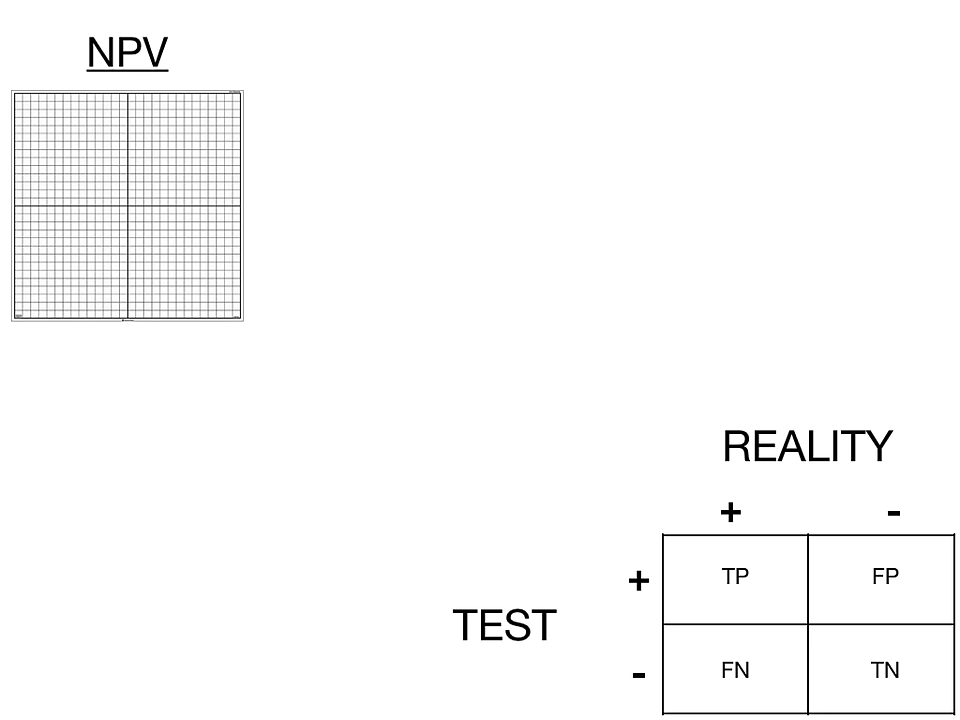 NPV
REALITY
+ -
+ TP FP
TEST
- FN TN